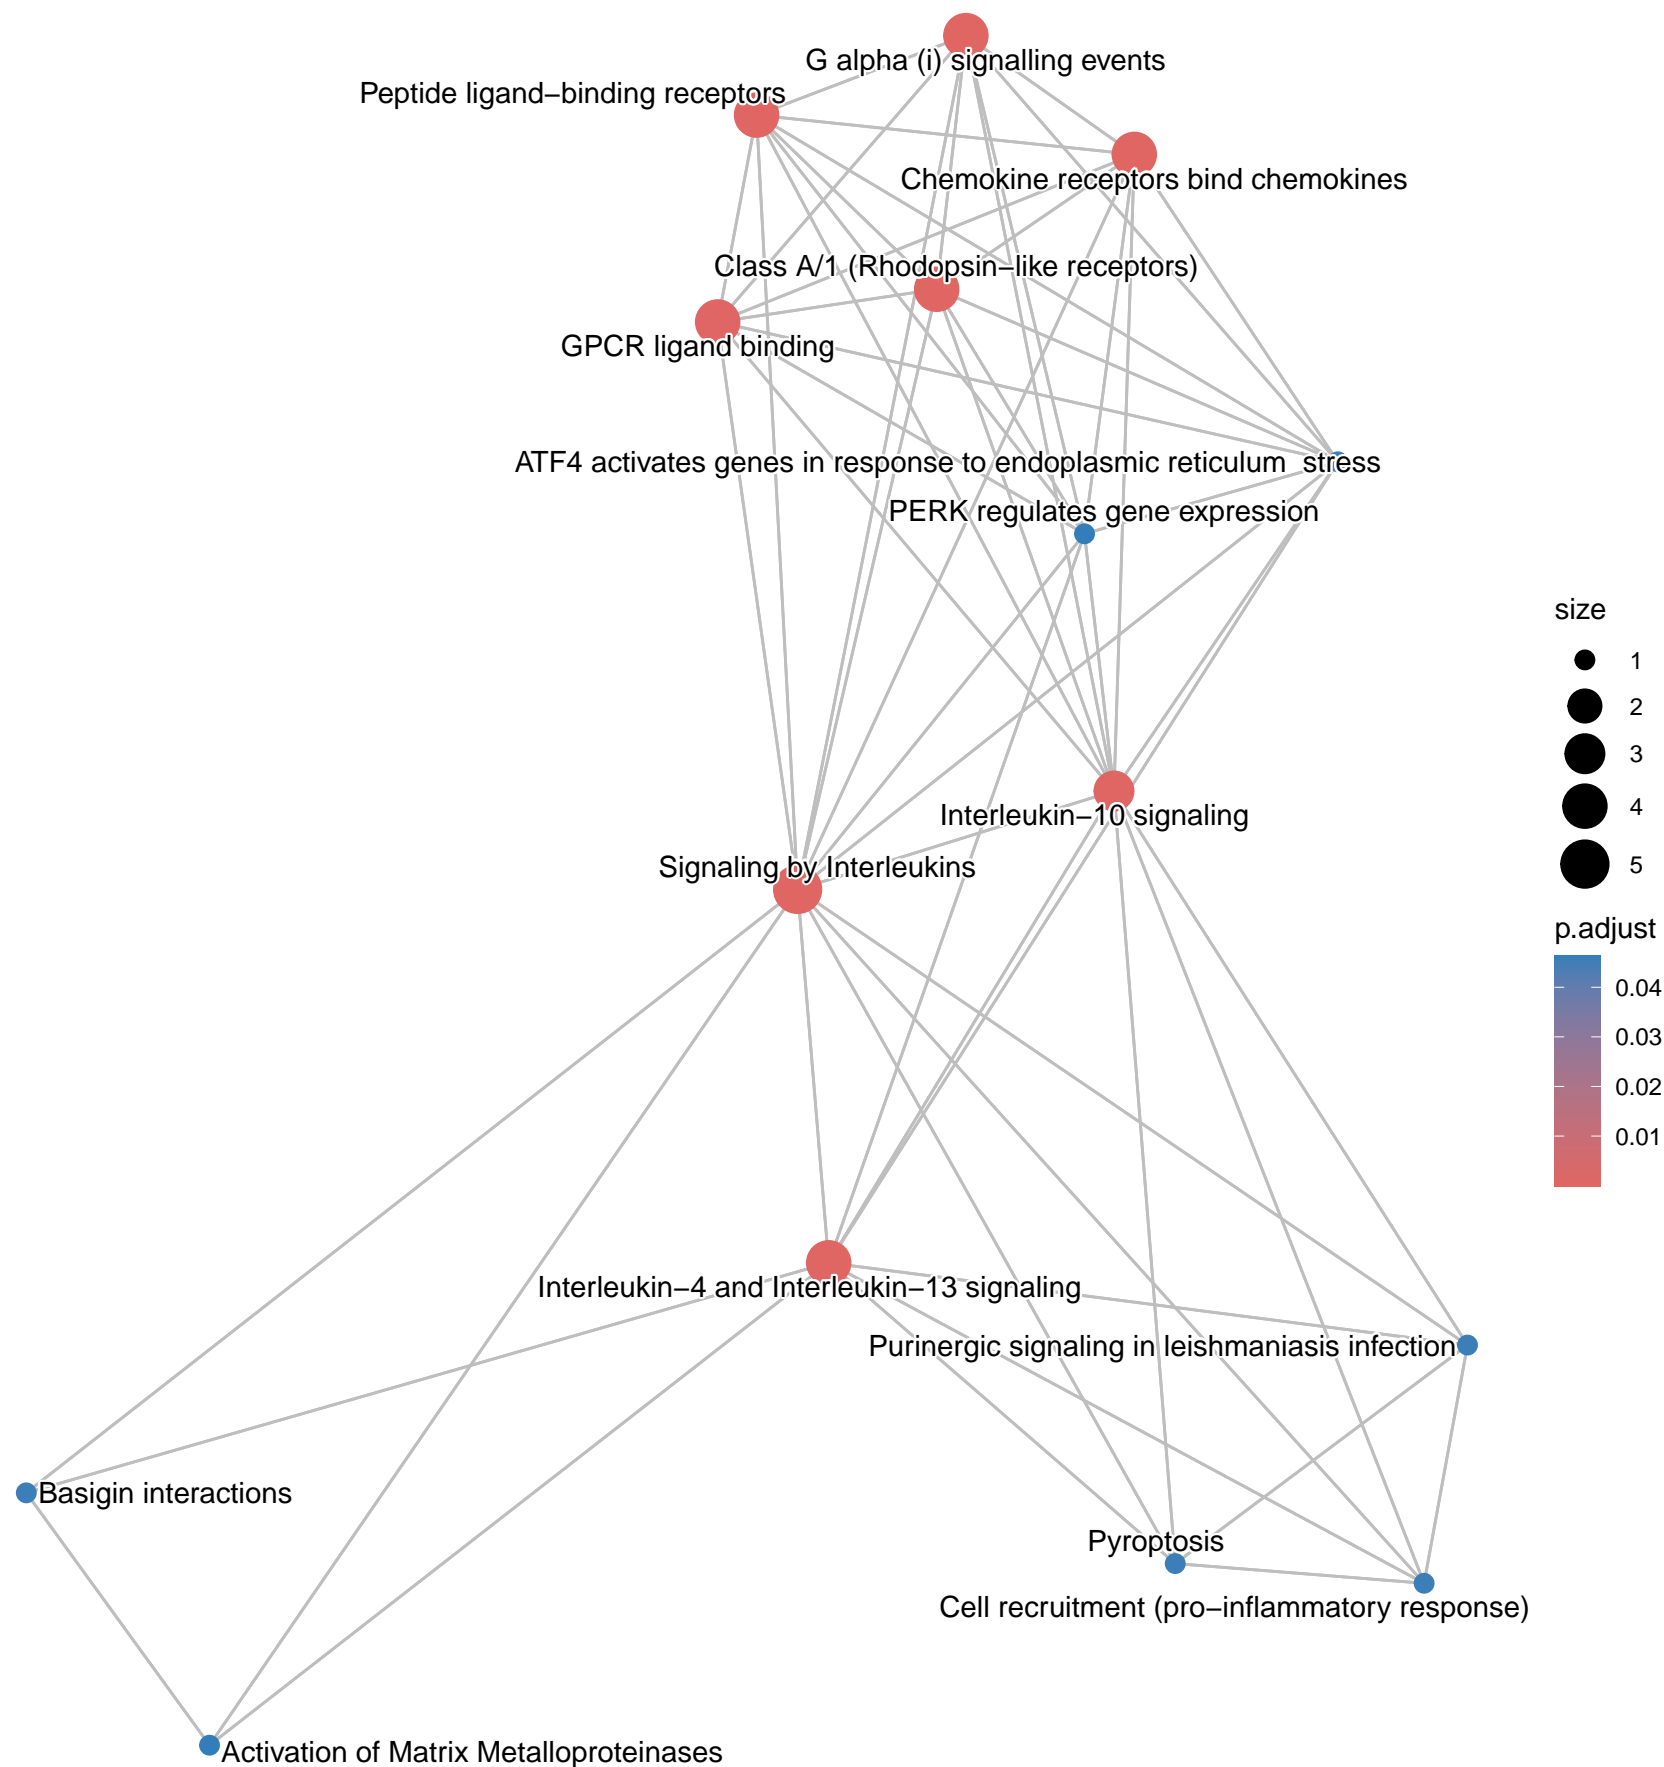 G alpha (i) signalling events
Peptide ligand−binding receptors
Chemokine receptors bind chemokines
Class A/1 (Rhodopsin−like receptors)
GPCR ligand binding
ATF4 activates genes in response to endoplasmic reticulum  stress
PERK regulates gene expression
size
1
2
3
4
5
Interleukin−10 signaling
Signaling by Interleukins
p.adjust
0.04
0.03
0.02
0.01
Interleukin−4 and Interleukin−13 signaling
Purinergic signaling in leishmaniasis infection
Basigin interactions
Pyroptosis
Cell recruitment (pro−inflammatory response)
Activation of Matrix Metalloproteinases